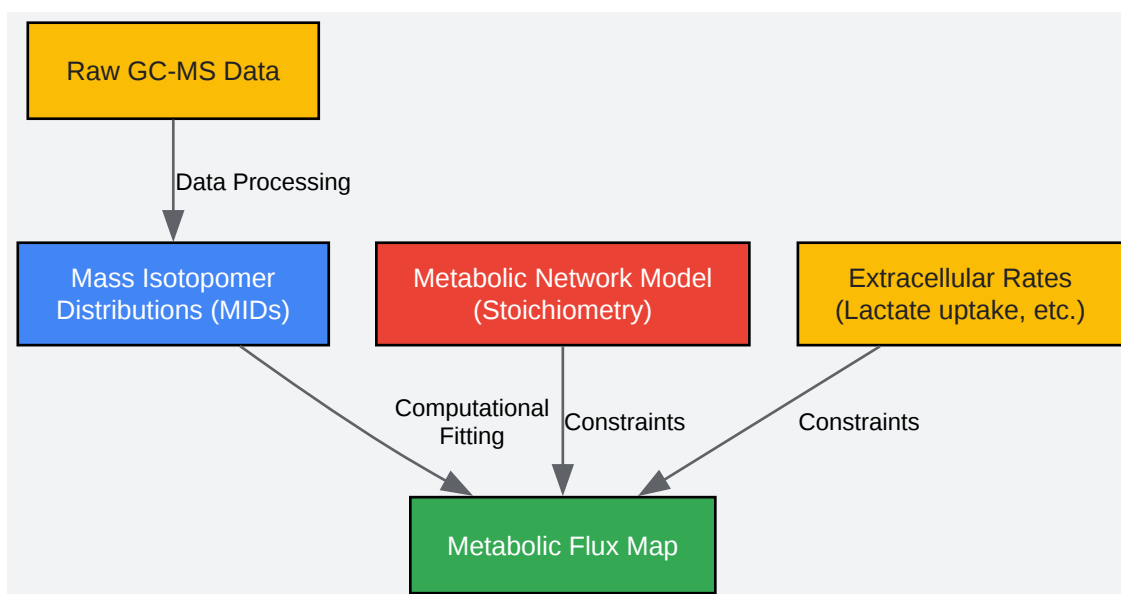 Raw GC-MS Data
Data Processing
Mass Isotopomer
Distributions (MIDs)
Metabolic Network Model
(Stoichiometry)
Extracellular Rates
(Lactate uptake, etc.)
Computational
Fitting
Constraints
Constraints
Metabolic Flux Map